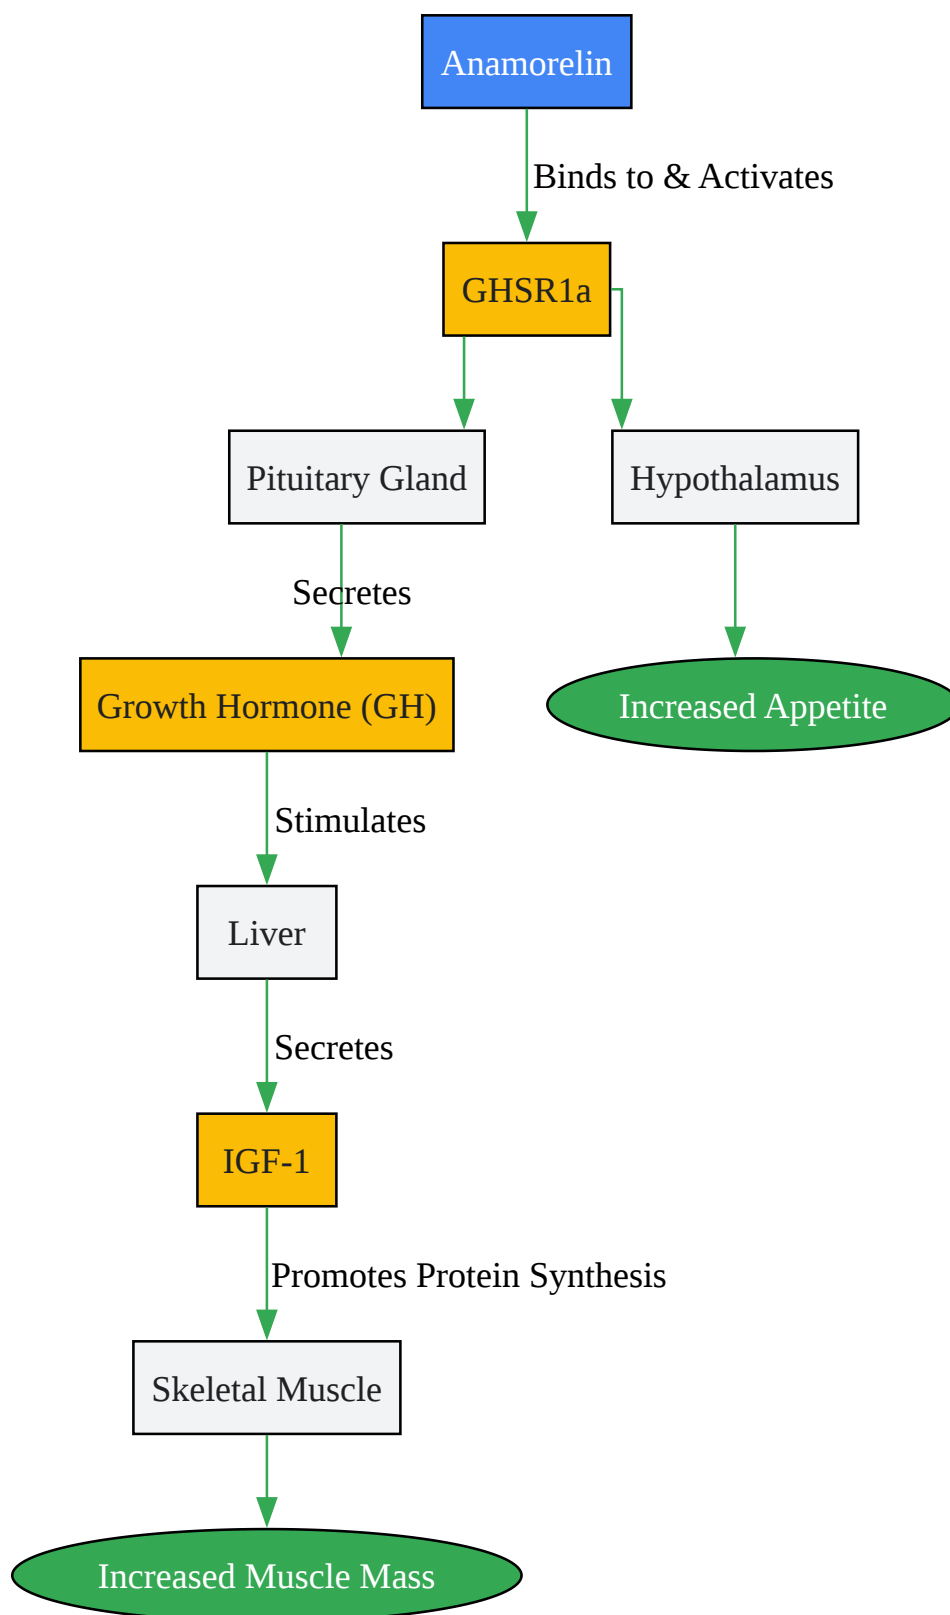 Anamorelin
Binds to & Activates
GHSR1a
Pituitary Gland
Hypothalamus
Secretes
Growth Hormone (GH)
Increased Appetite
Stimulates
Liver
Secretes
IGF-1
Promotes Protein Synthesis
Skeletal Muscle
Increased Muscle Mass